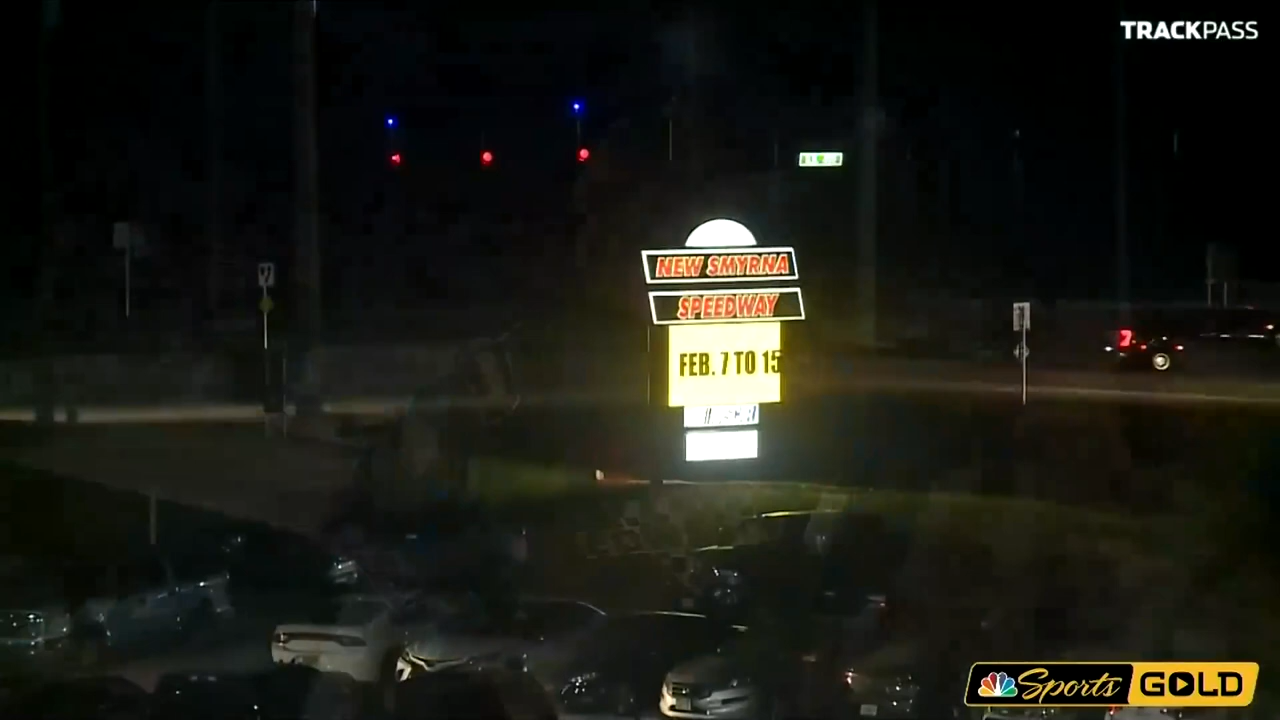 TRACKPASS
NEW SMYRNA
SPEEDWAY
FEB. 7 TO 15
Sports GOLD